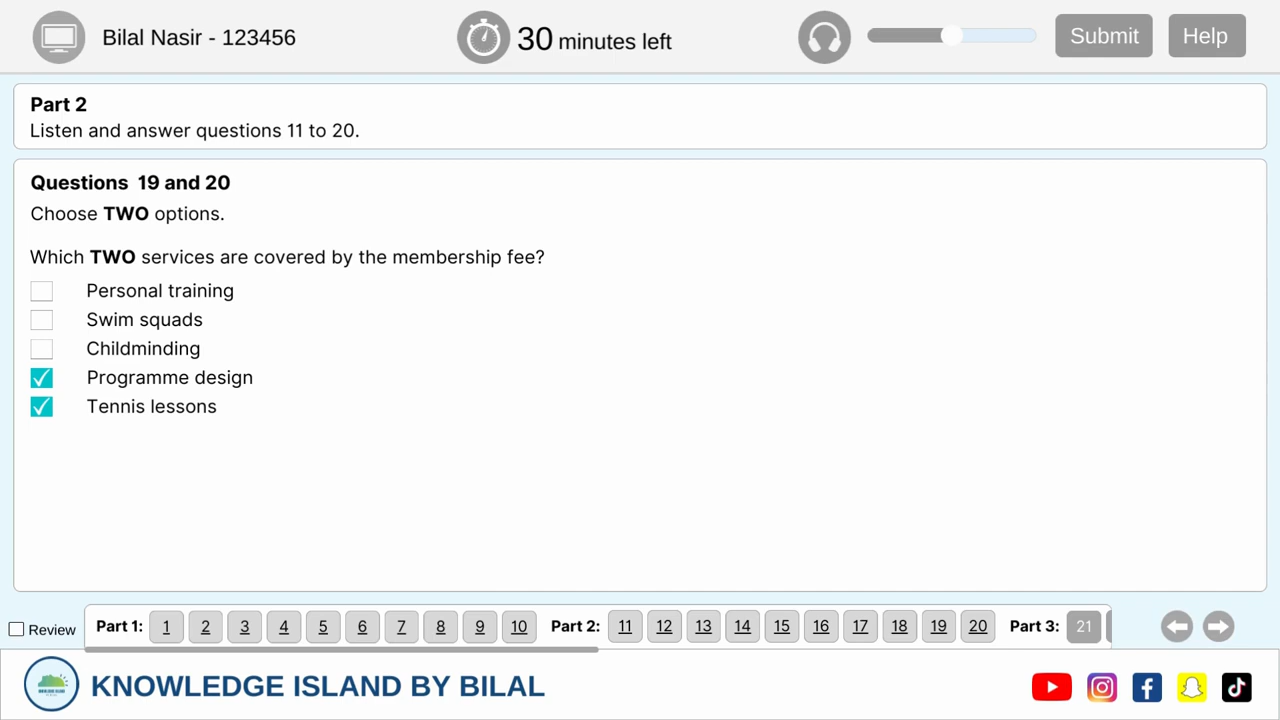 Bilal Nasir - 123456
30 minutes left
Submit
Help
Part 2
Listen and answer questions 11 to 20.
Questions 19 and 20
Choose TWO options.
Which TWO services are covered by the membership fee?
Personal training
Swim squads
Childminding
Programme design
Tennis lessons
Review
Part 1: 1 2 3 4 5 6 7 8 9 10 Part 2: 11 12 13 14 15 16 17 18 19 20 Part 3: 21
KNOWLEDGE ISLAND BY BILAL